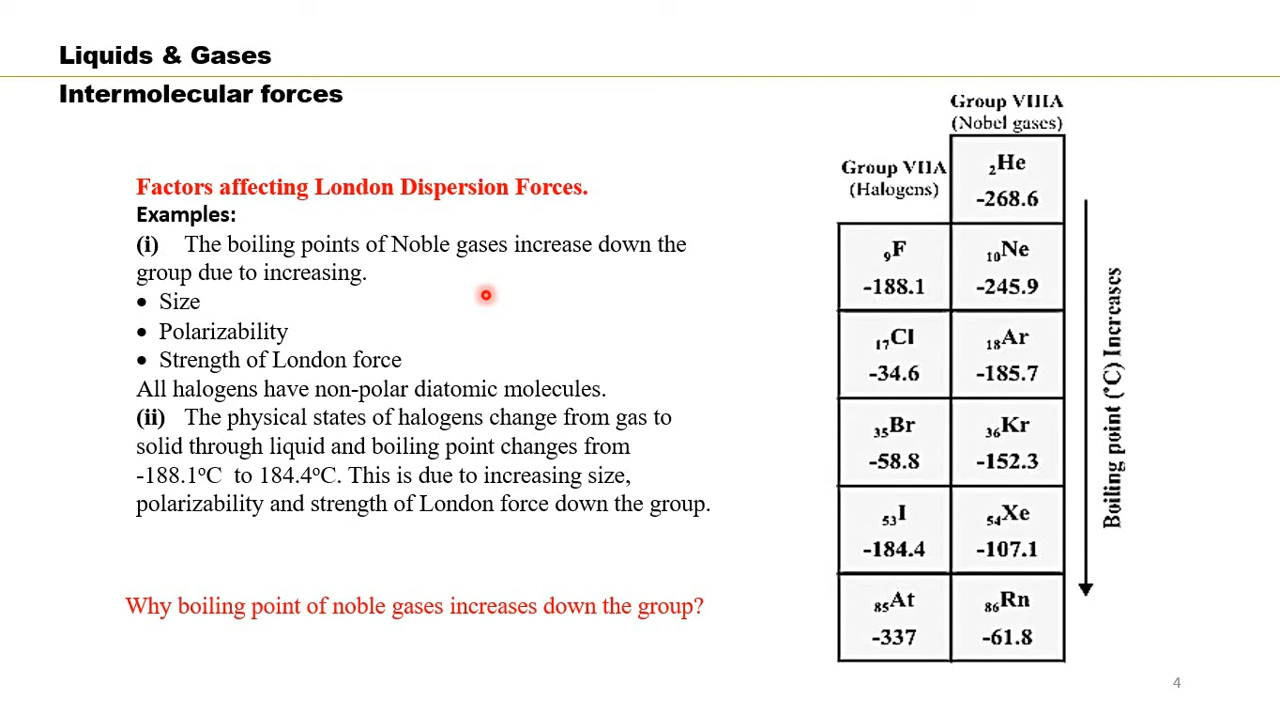 Liquids & Gases
Intermolecular forces
Factors affecting London Dispersion Forces.
Examples:
(i) The boiling points of Noble gases increase down the
group due to increasing.
• Size
• Polarizability
• Strength of London force
All halogens have non-polar diatomic molecules.
(ii) The physical states of halogens change from gas to
solid through liquid and boiling point changes from
-188.1°C to 184.4°C. This is due to increasing size,
polarizability and strength of London force down the group.
Why boiling point of noble gases increases down the group?
Group VIIIA
(Nobel gases)
Group VIIA
(Halogens)
₂He
-268.6
₉F
-188.1
₁₀Ne
-245.9
₁₇Cl
-34.6
₁₈Ar
-185.7
₃₅Br
-58.8
₃₆Kr
-152.3
₅₃I
-184.4
₅₄Xe
-107.1
₈₅At
-337
₈₆Rn
-61.8
Boiling point (°C) Increases
4